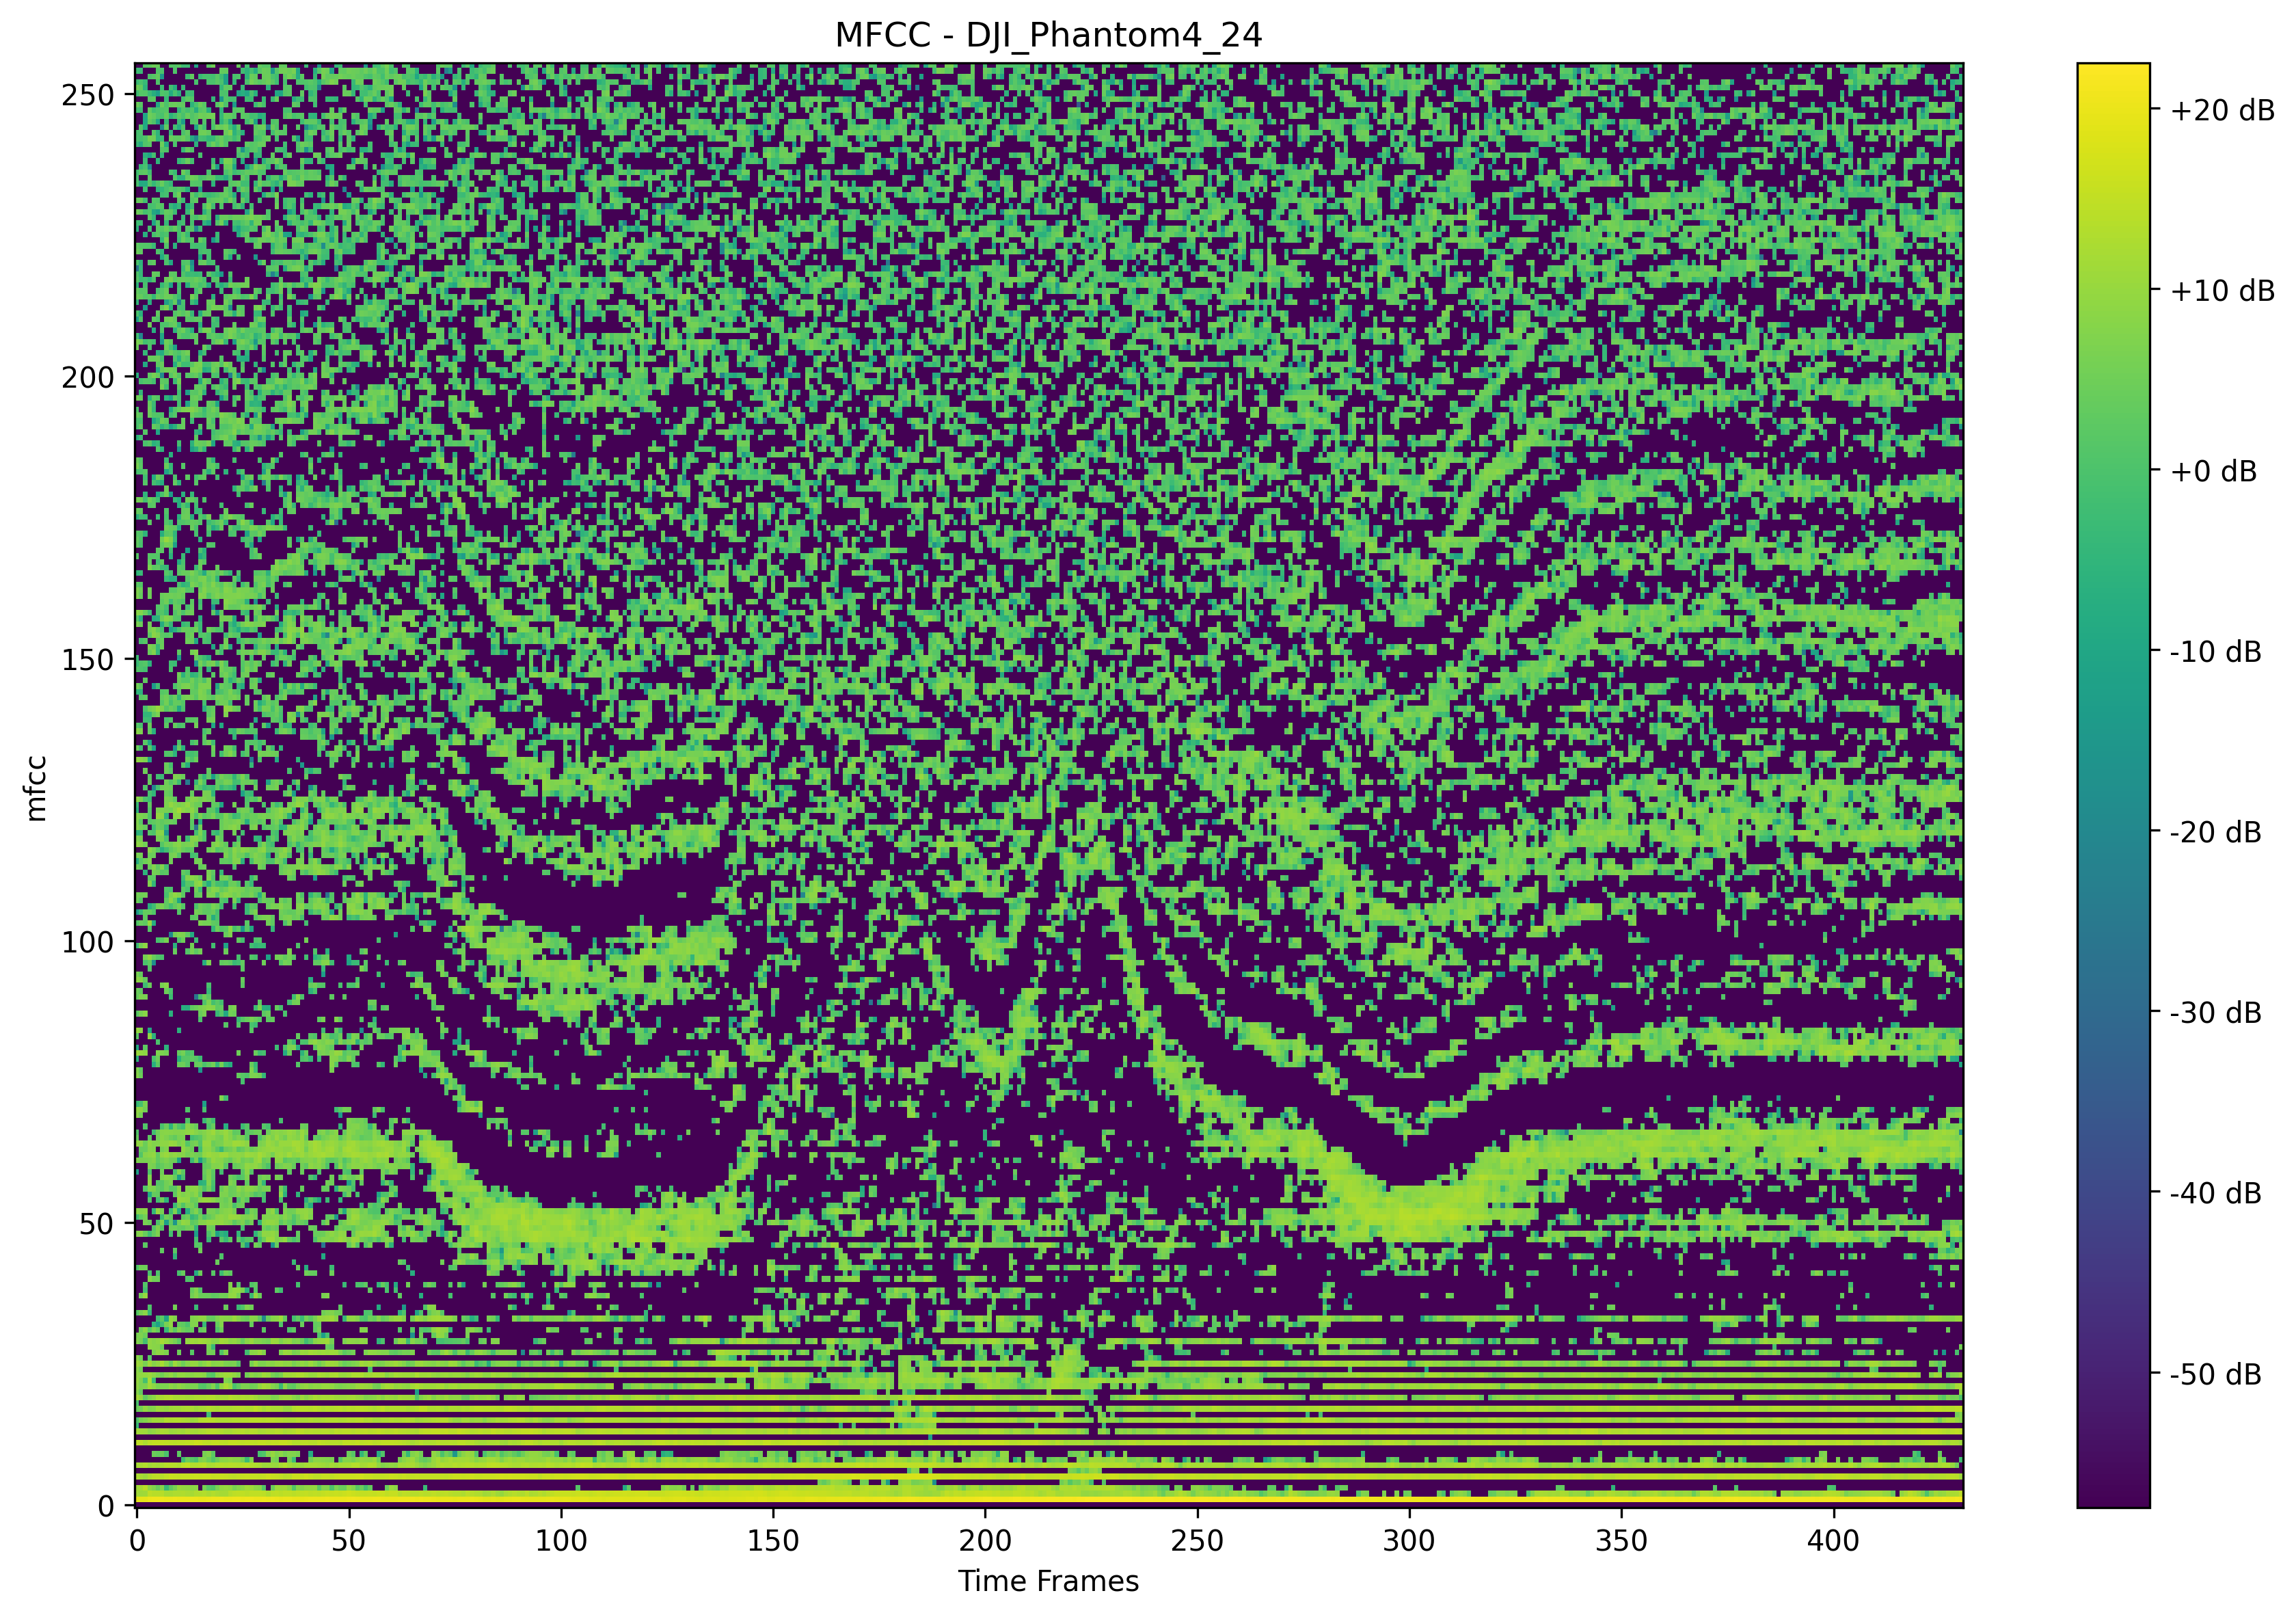 MFCC - DJI_Phantom4_24
250
200
150
100
50
0
mfcc
0 50 100 150 200 250 300 350 400
Time Frames
+20 dB
+10 dB
+0 dB
-10 dB
-20 dB
-30 dB
-40 dB
-50 dB